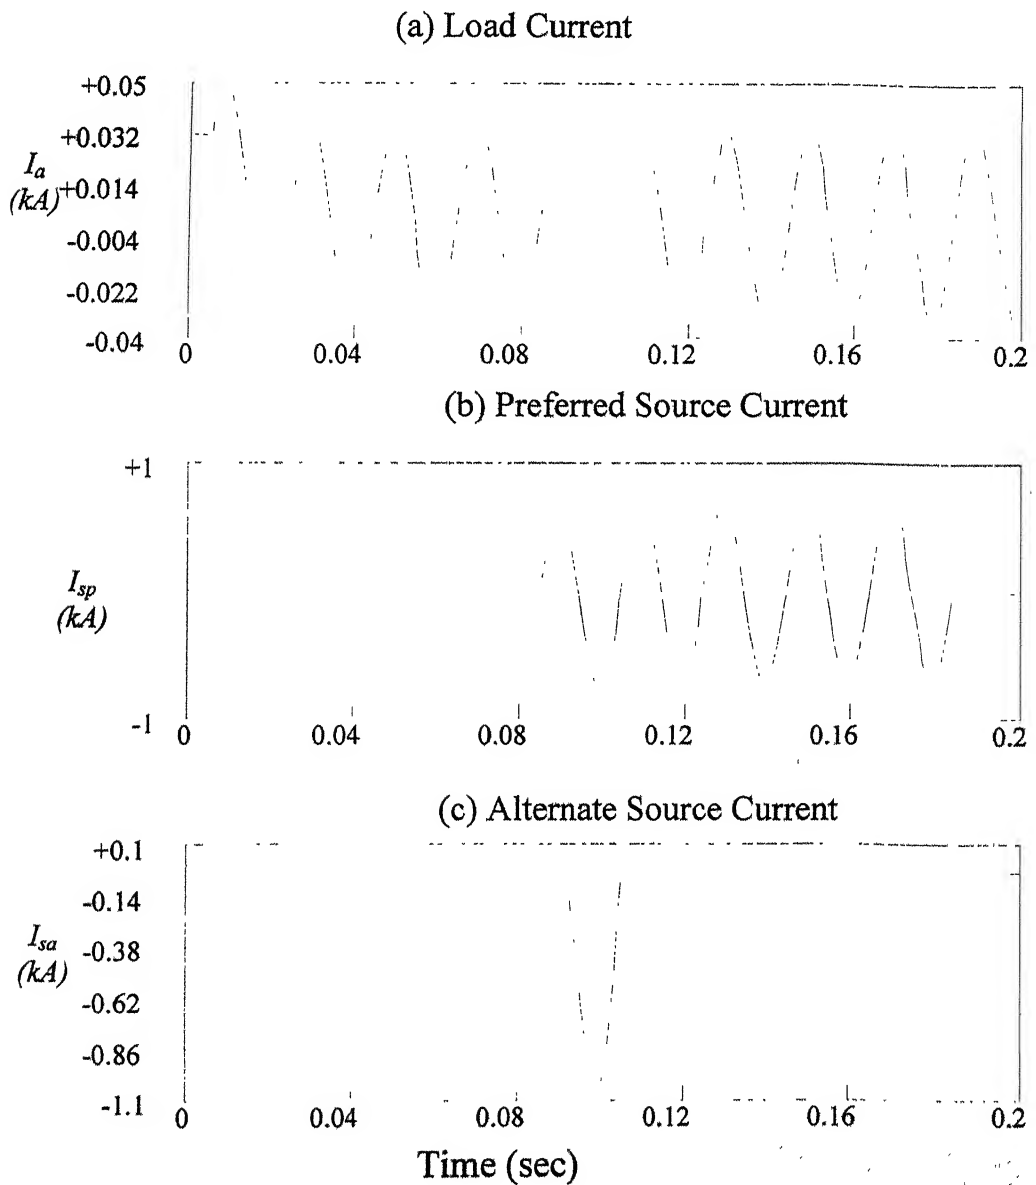 (a) Load Current
+0.05
+0.032
+0.014
-0.004
-0.022
-0.04
I_a
(kA)
0 0.04 0.08 0.12 0.16 0.2
(b) Preferred Source Current
+1
-1
I_sp
(kA)
0 0.04 0.08 0.12 0.16 0.2
(c) Alternate Source Current
+0.1
-0.14
-0.38
-0.62
-0.86
-1.1
I_sa
(kA)
0 0.04 0.08 0.12 0.16 0.2
Time (sec)